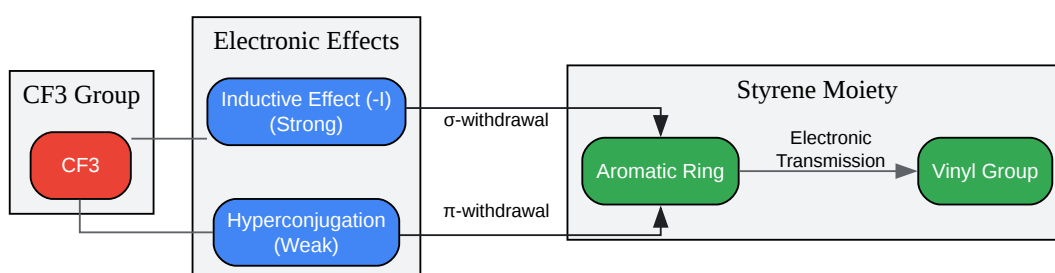 CF3 Group
CF3
Electronic Effects
Inductive Effect (-I)
(Strong)
Hyperconjugation
(Weak)
σ-withdrawal
π-withdrawal
Styrene Moiety
Aromatic Ring
Electronic
Transmission
Vinyl Group